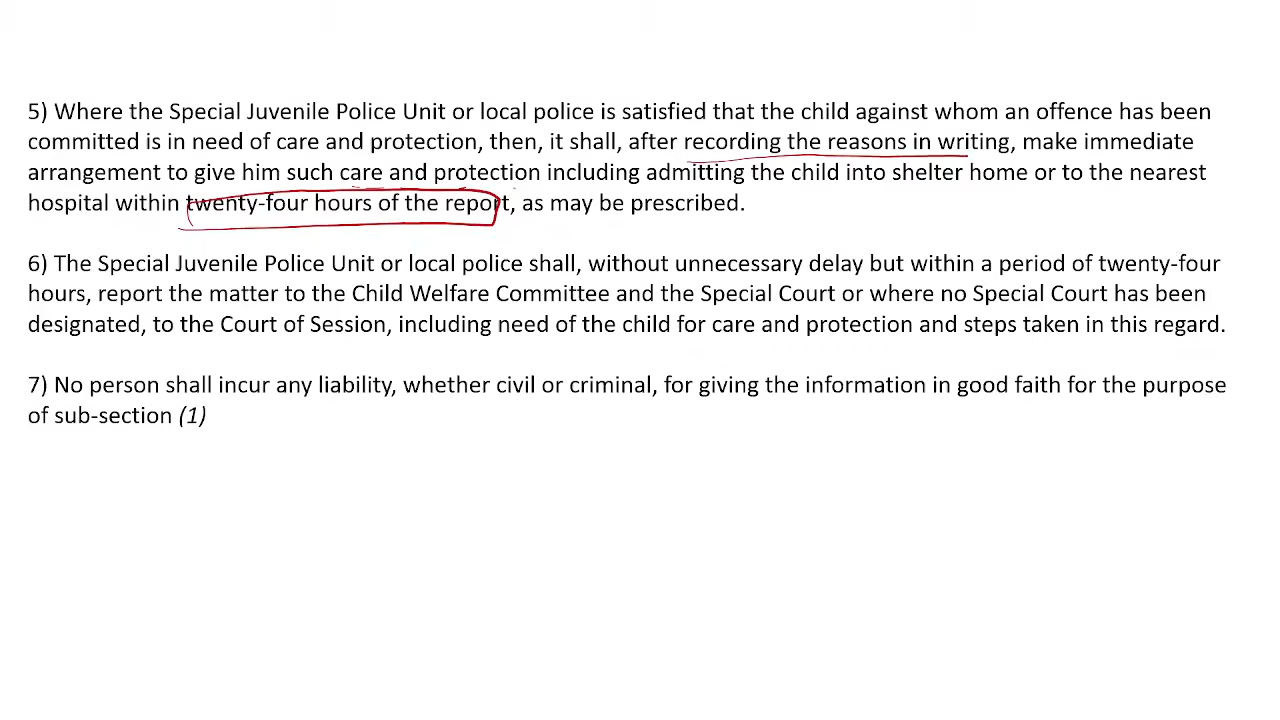 5) Where the Special Juvenile Police Unit or local police is satisfied that the child against whom an offence has been
committed is in need of care and protection, then, it shall, after recording the reasons in writing, make immediate
arrangement to give him such care and protection including admitting the child into shelter home or to the nearest
hospital within twenty-four hours of the report, as may be prescribed.
6) The Special Juvenile Police Unit or local police shall, without unnecessary delay but within a period of twenty-four
hours, report the matter to the Child Welfare Committee and the Special Court or where no Special Court has been
designated, to the Court of Session, including need of the child for care and protection and steps taken in this regard.
7) No person shall incur any liability, whether civil or criminal, for giving the information in good faith for the purpose
of sub-section (1)